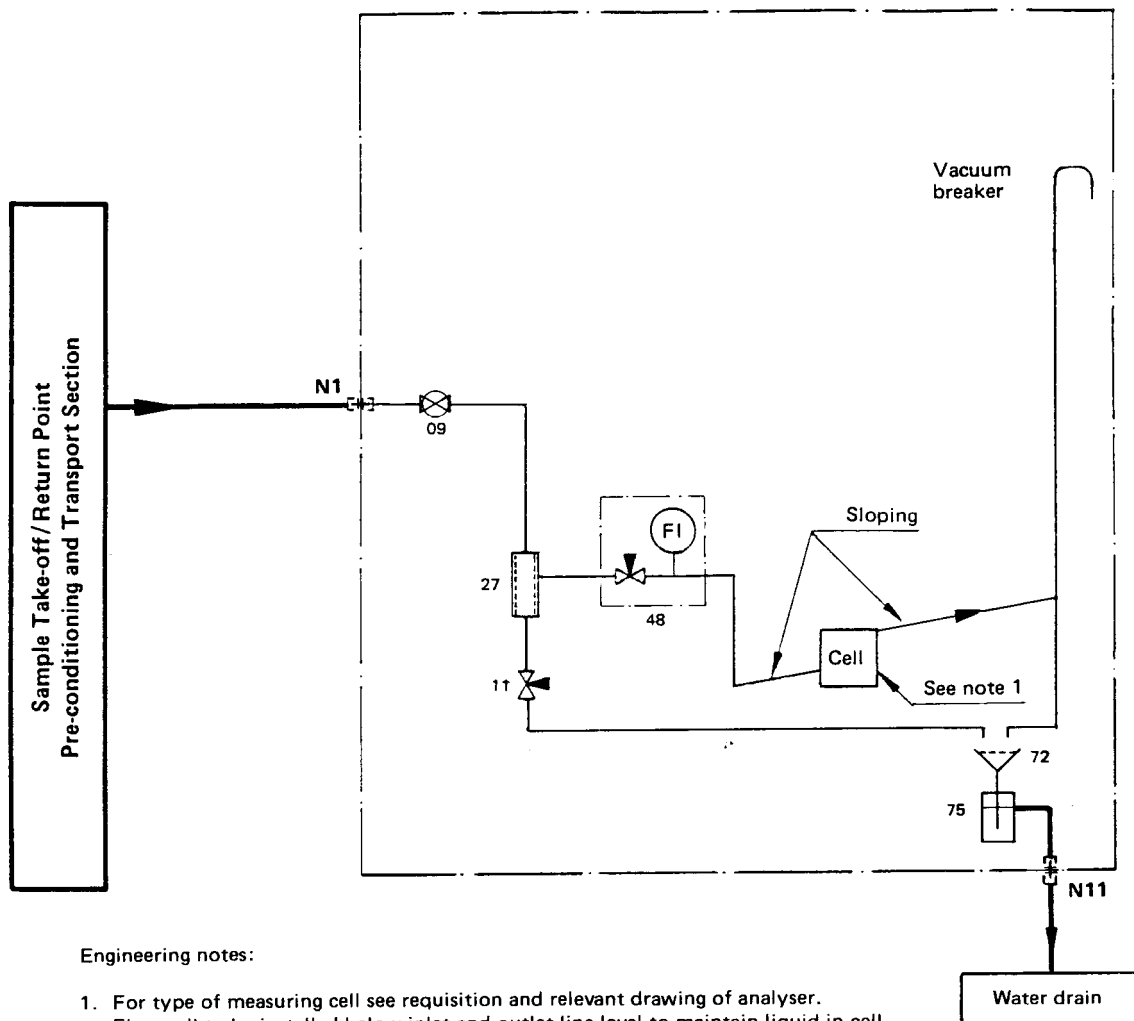 Vacuum
breaker
Sample Take-off/Return Point
Pre-conditioning and Transport Section
N1
09
FI
Sloping
27
48
Cell
11
See note 1
72
75
N11
Engineering notes:
1. For type of measuring cell see requisition and relevant drawing of analyser.
Water drain